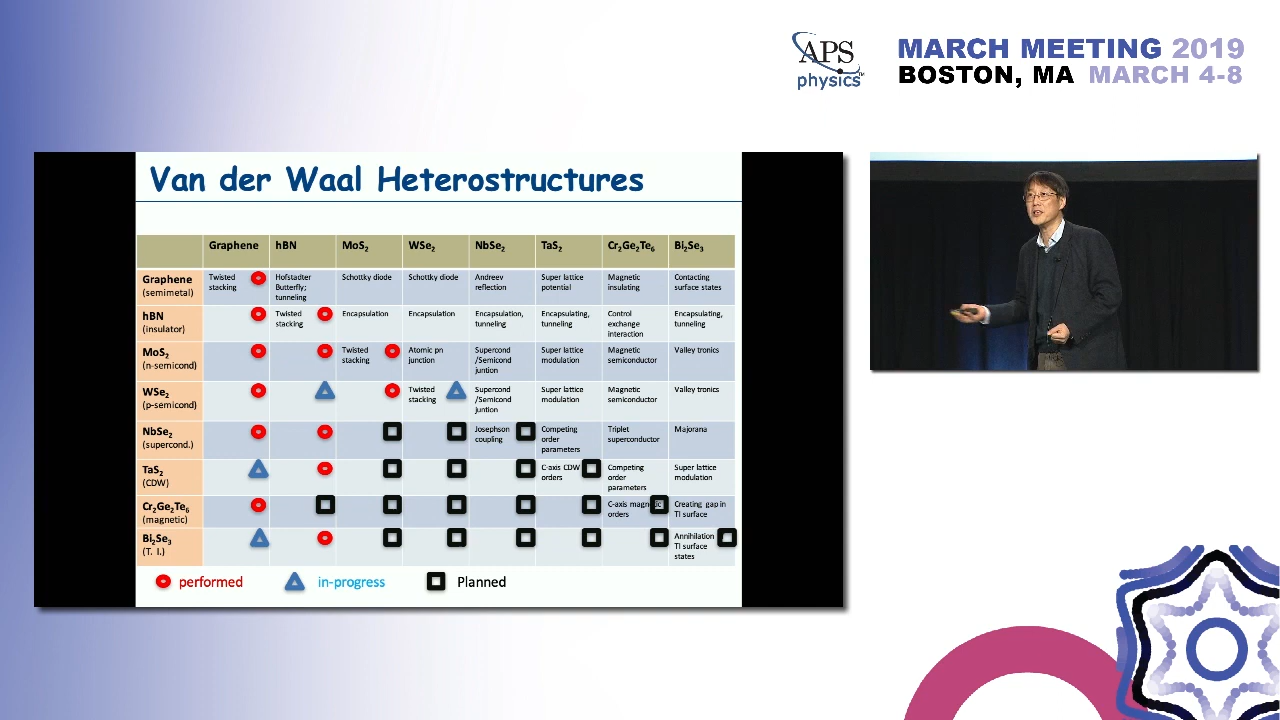 APS
physics™
MARCH MEETING 2019
BOSTON, MA MARCH 4-8
Van der Waal Heterostructures
Graphene hBN MoS₂ WSe₂ NbSe₂ TaS₂ Cr₂Ge₂Te₆ Bi₂Se₃
Graphene
(semimetal)
Twisted
stacking
Hofstadter
Butterfly;
tunneling
Schottky diode
Schottky diode
Andreev
reflection
Super lattice
potential
Magnetic
insulating
Contacting
surface states
hBN
(insulator)
Twisted
stacking
Encapsulation
Encapsulation
Encapsulation,
tunneling
Encapsulating,
tunneling
Control
exchange
interaction
Encapsulating,
tunneling
MoS₂
(n-semicond)
Twisted
stacking
Atomic pn
junction
Supercond
/Semicond
juntion
Super lattice
modulation
Magnetic
semiconductor
Valley tronics
WSe₂
(p-semicond)
Twisted
stacking
Supercond
/Semicond
juntion
Super lattice
modulation
Magnetic
semiconductor
Valley tronics
NbSe₂
(supercond.)
Josephson
coupling
Competing
order
parameters
Triplet
superconductor
Majorana
TaS₂
(CDW)
C-axis CDW
orders
Competing
order
parameters
Super lattice
modulation
Cr₂Ge₂Te₆
(magnetic)
C-axis magnetic
orders
Creating gap in
TI surface
Bi₂Se₃
(T. I.)
Annihilation
TI surface
states
performed in-progress Planned